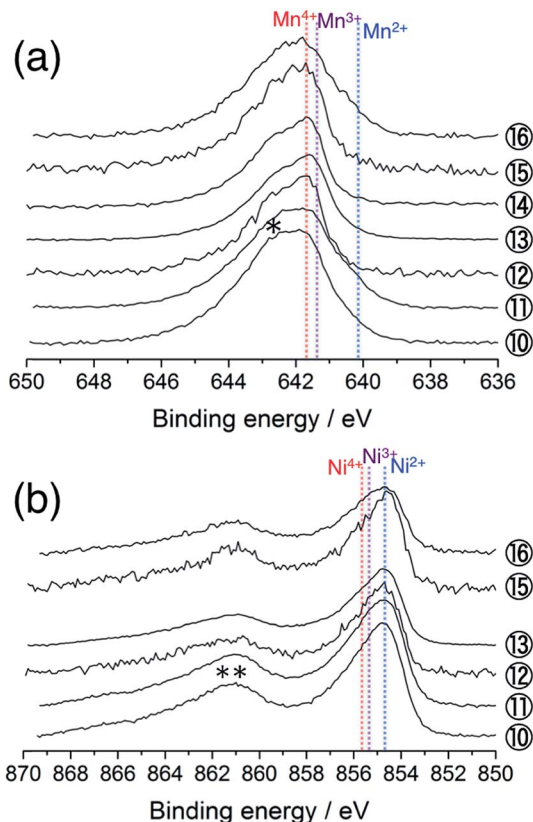 Mn4+ Mn3+ Mn2+
(a)
⑯
⑮
⑭
⑬
*
⑫
⑪
⑩
650 648 646 644 642 640 638 636
Binding energy / eV
Ni4+ Ni3+ Ni2+
(b)
⑯
⑮
⑬
⑫
**
⑪
⑩
870 868 866 864 862 860 858 856 854 852 850
Binding energy / eV